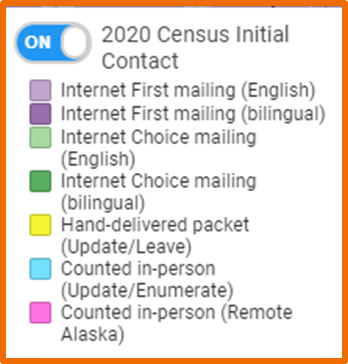 ON
2020 Census Initial
Contact
Internet First mailing (English)
Internet First mailing (bilingual)
Internet Choice mailing
(English)
Internet Choice mailing
(bilingual)
Hand-delivered packet
(Update/Leave)
Counted in-person
(Update/Enumerate)
Counted in-person (Remote
Alaska)